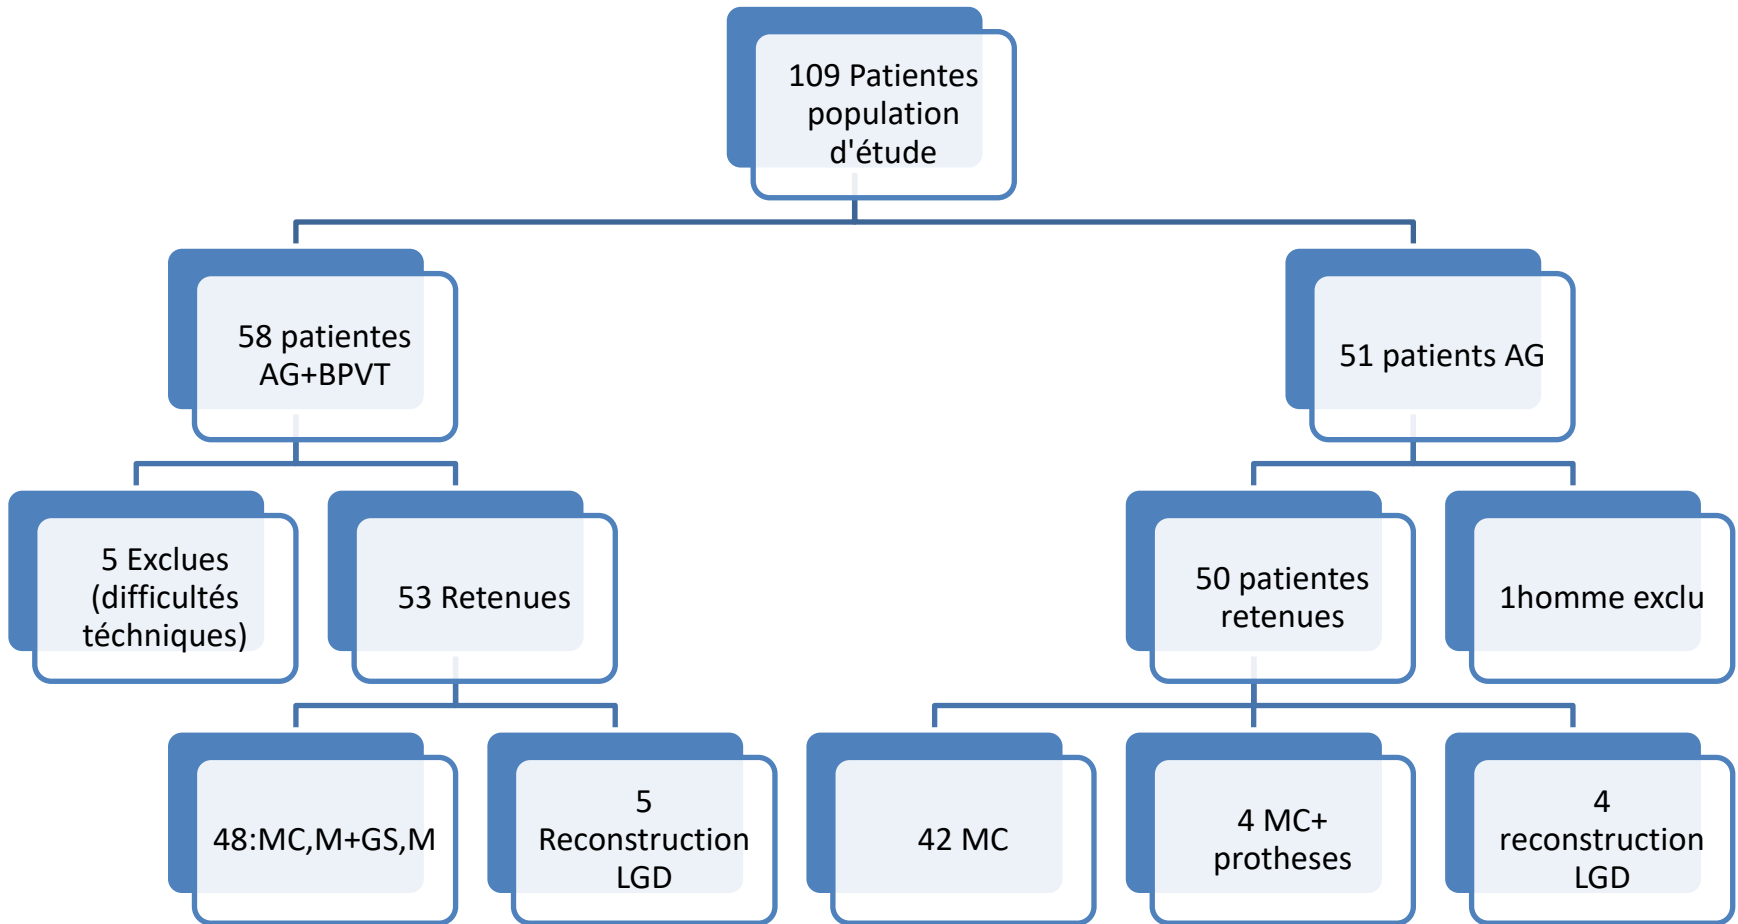 109 Patientes
population
d'étude
58 patientes
AG+BPVT
51 patients AG
5 Exclues
(difficultés
téchniques)
53 Retenues
50 patientes
retenues
1homme exclu
48:MC,M+GS,M
5
Reconstruction
LGD
42 MC
4 MC+
protheses
4
reconstruction
LGD